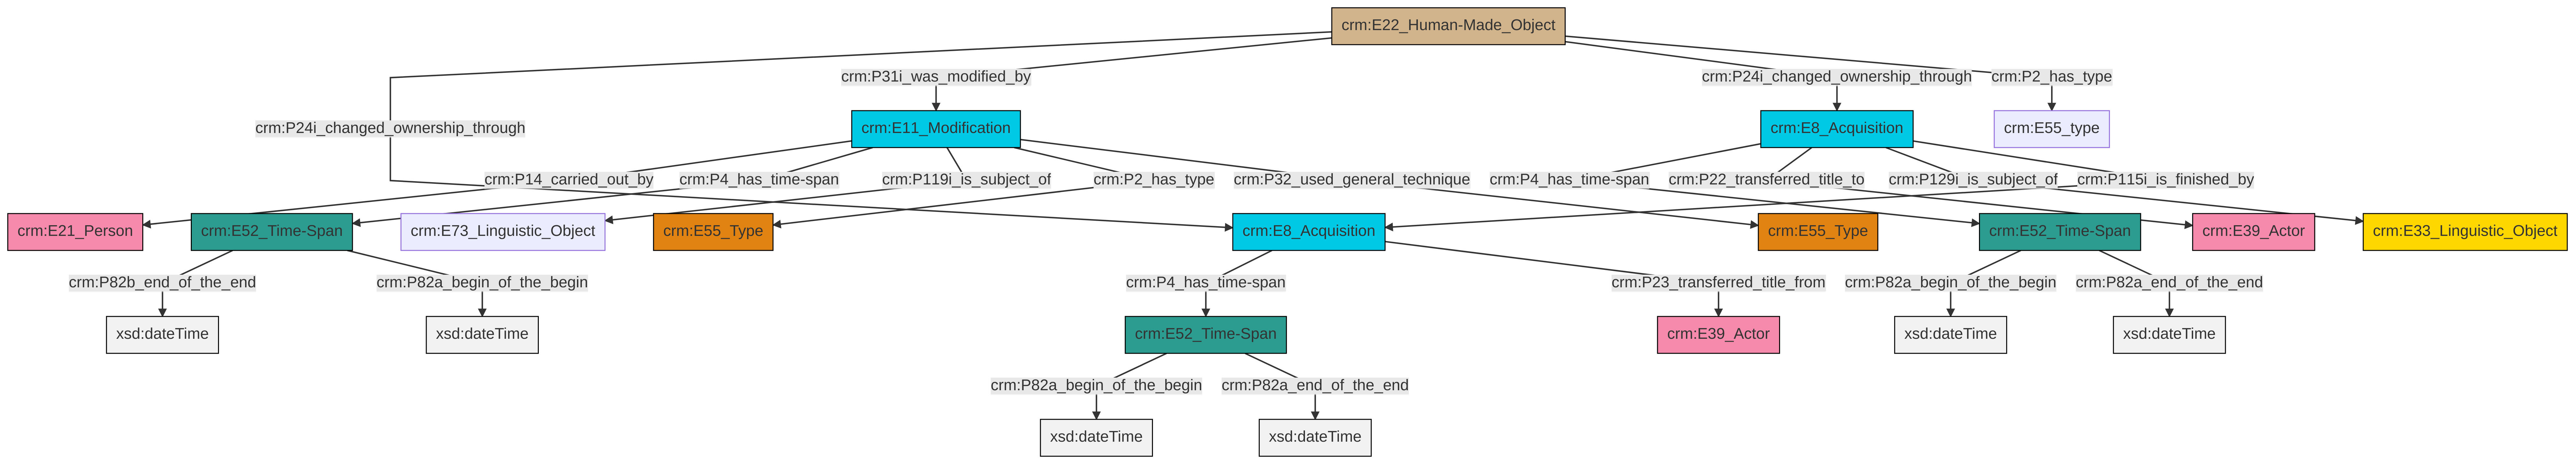 crm:E22_Human-Made_Object
crm:P31i_was_modified_by
crm:P24i_changed_ownership_through
crm:P2_has_type
crm:P24i_changed_ownership_through
crm:E11_Modification
crm:E8_Acquisition
crm:E55_type
crm:P14_carried_out_by
crm:P4_has_time-span
crm:P119i_is_subject_of
crm:P2_has_type
crm:P32_used_general_technique
crm:P4_has_time-span
crm:P22_transferred_title_to
crm:P129i_is_subject_of
crm:P115i_is_finished_by
crm:E21_Person
crm:E52_Time-Span
crm:E73_Linguistic_Object
crm:E55_Type
crm:E8_Acquisition
crm:E55_Type
crm:E52_Time-Span
crm:E39_Actor
crm:E33_Linguistic_Object
crm:P82b_end_of_the_end
crm:P82a_begin_of_the_begin
crm:P4_has_time-span
crm:P23_transferred_title_from
crm:P82a_begin_of_the_begin
crm:P82a_end_of_the_end
xsd:dateTime
xsd:dateTime
crm:E52_Time-Span
crm:E39_Actor
xsd:dateTime
xsd:dateTime
crm:P82a_begin_of_the_begin
crm:P82a_end_of_the_end
xsd:dateTime
xsd:dateTime